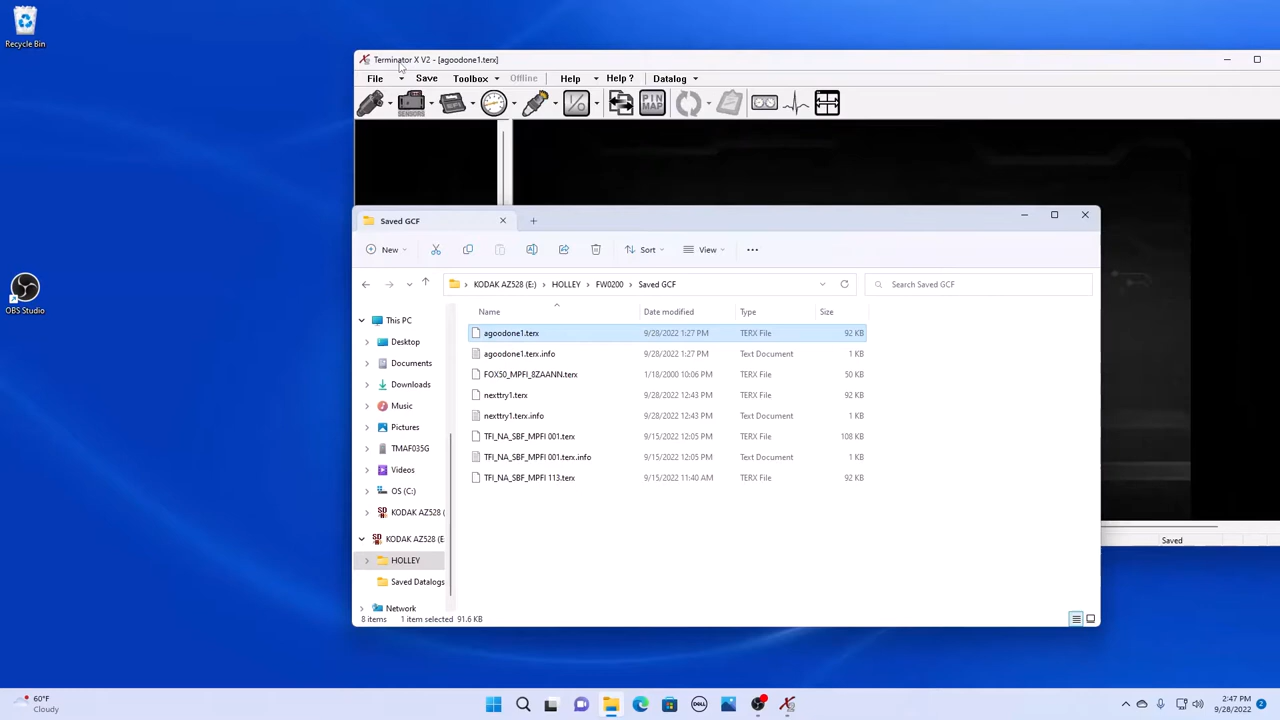 Recycle Bin
OBS Studio
Terminator X V2 - [agoodone1.terx]
File Save Toolbox Offline Help Help ? Datalog
SENSORS I/O PIN MAP
Saved GCF
New Sort View
KODAK AZ528 (E:) > HOLLEY > FW0200 > Saved GCF
Search Saved GCF
Name Date modified Type Size
agoodone1.terx 9/28/2022 1:27 PM TERX File 92 KB
agoodone1.terx.info 9/28/2022 1:27 PM Text Document 1 KB
FOX50_MPFI_8ZAANN.terx 1/18/2000 10:06 PM TERX File 50 KB
nexttry1.terx 9/28/2022 12:43 PM TERX File 92 KB
nexttry1.terx.info 9/28/2022 12:43 PM Text Document 1 KB
TFI_NA_SBF_MPFI 001.terx 9/15/2022 12:05 PM TERX File 108 KB
TFI_NA_SBF_MPFI 001.terx.info 9/15/2022 12:05 PM Text Document 1 KB
TFI_NA_SBF_MPFI 113.terx 9/15/2022 11:40 AM TERX File 92 KB
This PC
Desktop
Documents
Downloads
Music
Pictures
TMAF035G
Videos
OS (C:)
KODAK AZ528 (
KODAK AZ528 (E
HOLLEY
Saved Datalogs
Network
8 items 1 item selected 91.6 KB
Saved
60°F
Cloudy
DELL
2:47 PM
9/28/2022
2